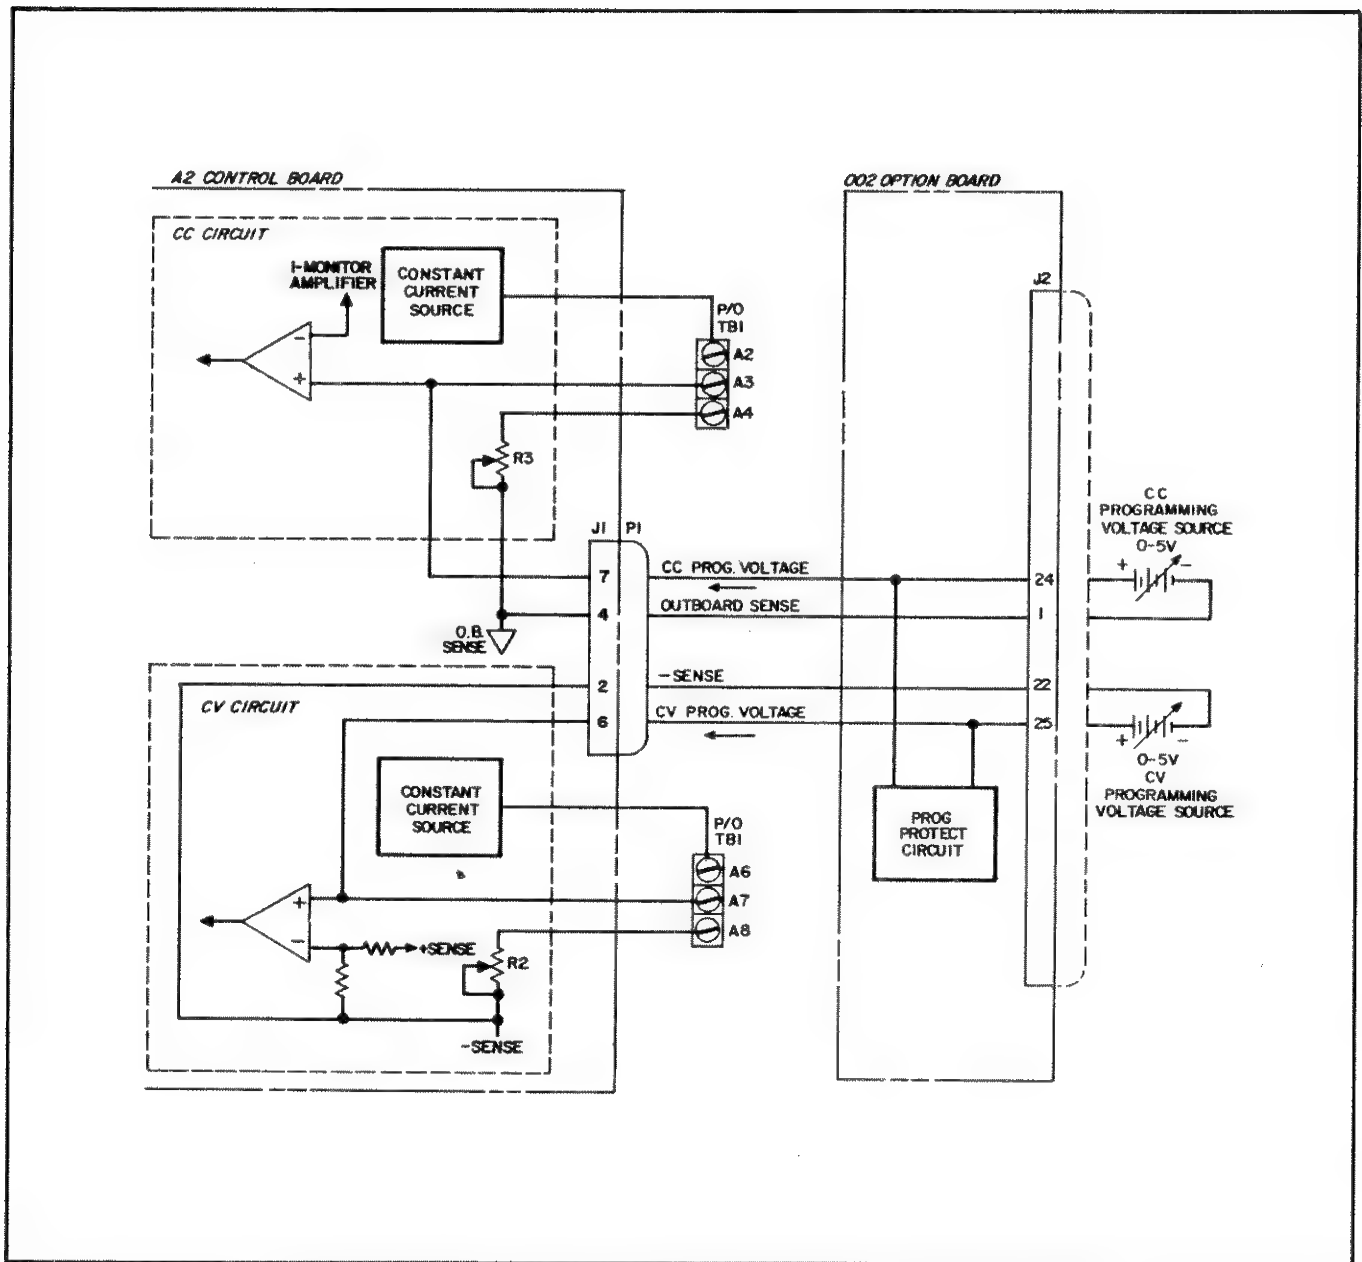 A2 CONTROL BOARD
CC CIRCUIT
I-MONITOR
AMPLIFIER
CONSTANT
CURRENT
SOURCE
P/O
TB1
A2
A3
A4
−
+
R3
J1 P1
7
4
2
6
O.B.
SENSE
CC PROG. VOLTAGE
OUTBOARD SENSE
-SENSE
CV PROG. VOLTAGE
002 OPTION BOARD
J2
24
1
22
25
CC
PROGRAMMING
VOLTAGE SOURCE
0-5V
+ −
+ −
0-5V
CV
PROGRAMMING
VOLTAGE SOURCE
PROG
PROTECT
CIRCUIT
CV CIRCUIT
CONSTANT
CURRENT
SOURCE
P/O
TB1
A6
A7
A8
+
−
+SENSE
R2
-SENSE